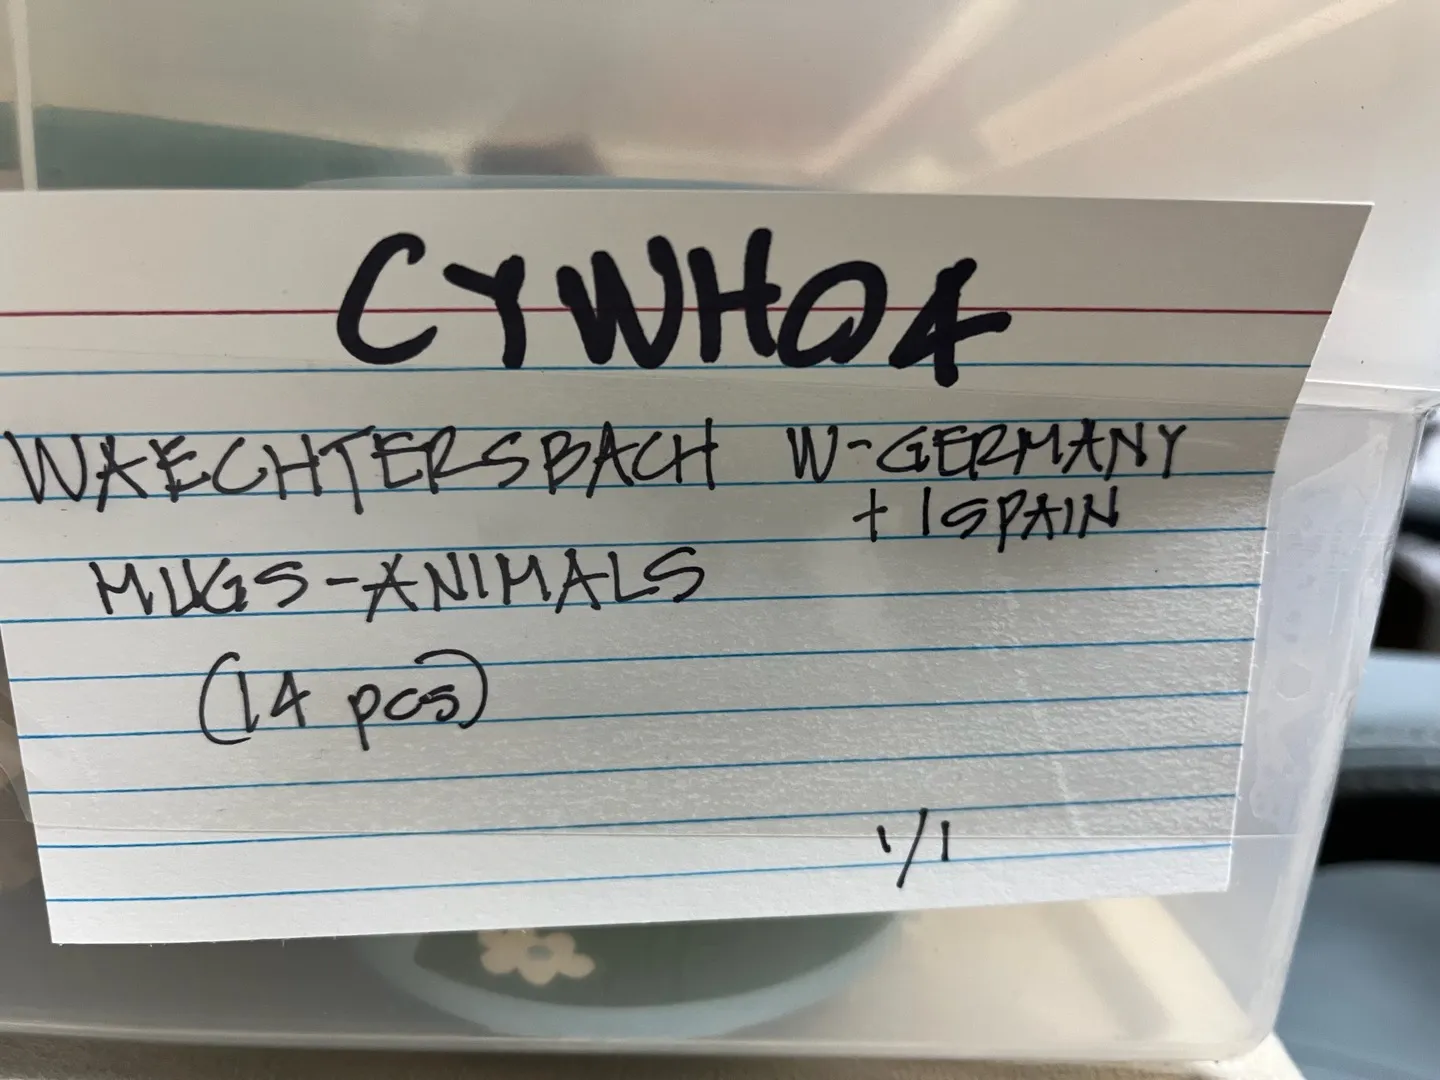 CYWH04
WAECHTERSBACH W-GERMANY
+ 1 SPAIN
MUGS-ANIMALS
(14 pcs)
1/1